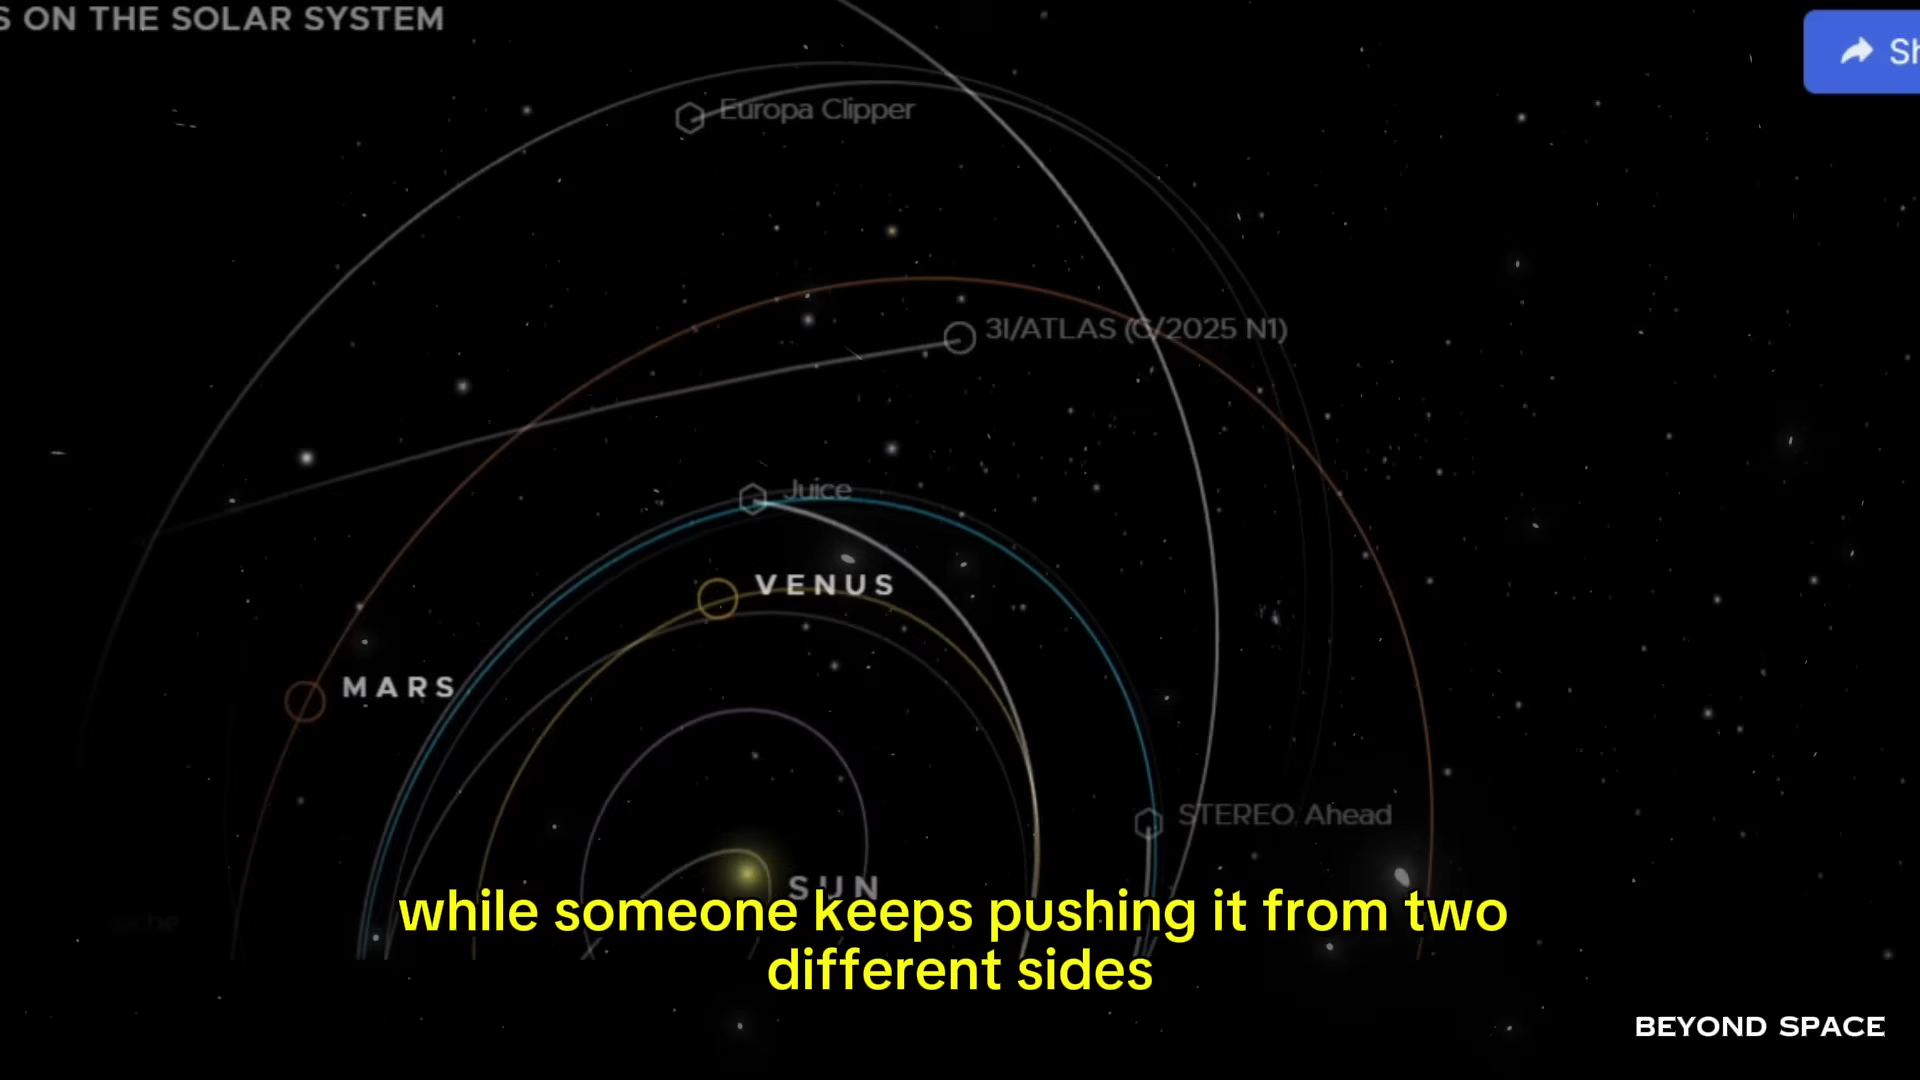 S ON THE SOLAR SYSTEM
Sh
Europa Clipper
3I/ATLAS (C/2025 N1)
Juice
VENUS
MARS
STEREO Ahead
SUN
while someone keeps pushing it from two
different sides
BEYOND SPACE